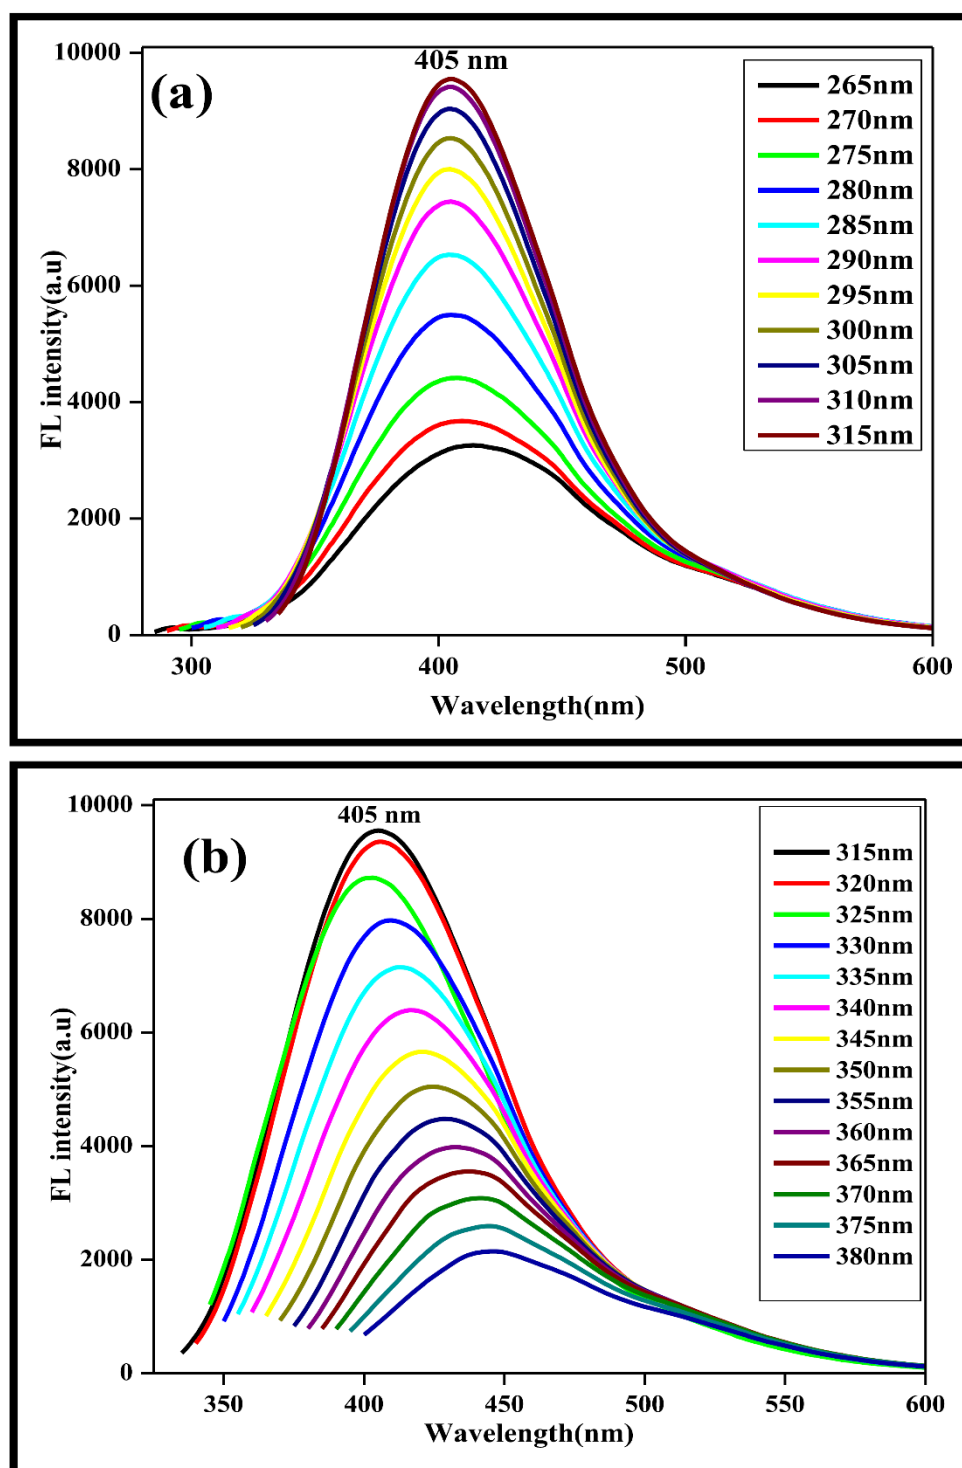 10000
8000
6000
4000
2000
0
FL intensity(a.u)
(a)
405 nm
265nm
270nm
275nm
280nm
285nm
290nm
295nm
300nm
305nm
310nm
315nm
300 400 500 600
Wavelength(nm)
10000
8000
6000
4000
2000
0
FL intensity(a.u)
405 nm
(b)
315nm
320nm
325nm
330nm
335nm
340nm
345nm
350nm
355nm
360nm
365nm
370nm
375nm
380nm
350 400 450 500 550 600
Wavelength(nm)